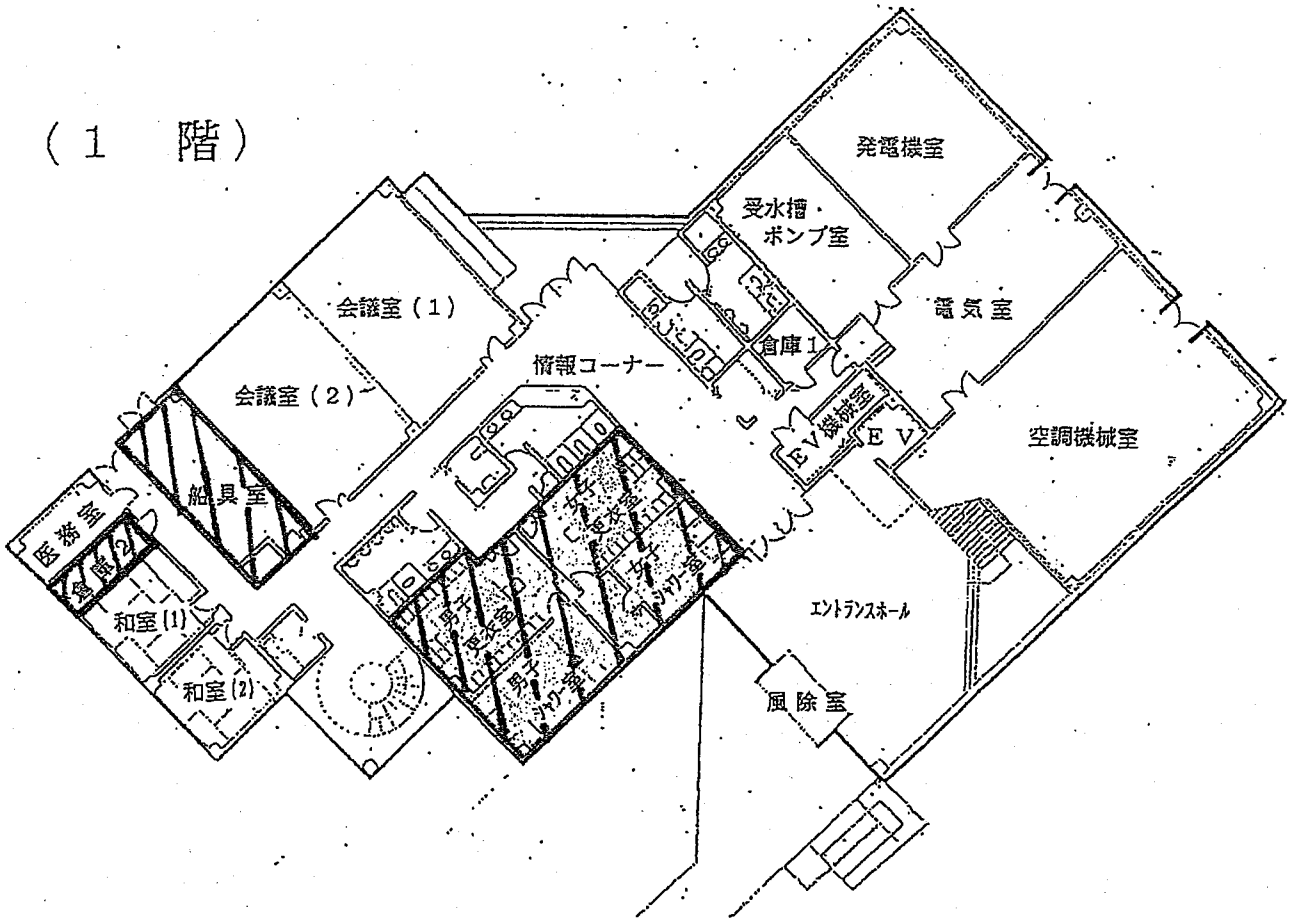 (1 階)
発電機室
受水槽・
ポンプ室
会議室(1)
電気室
倉庫1
情報コーナー
会議室(2)
EV機械室
EV
空調機械室
船具室
女子
更衣室
医務室
倉庫2
女子
シャワー室
男子
更衣室
エントランスホール
和室(1)
男子
シャワー室
和室(2)
風除室